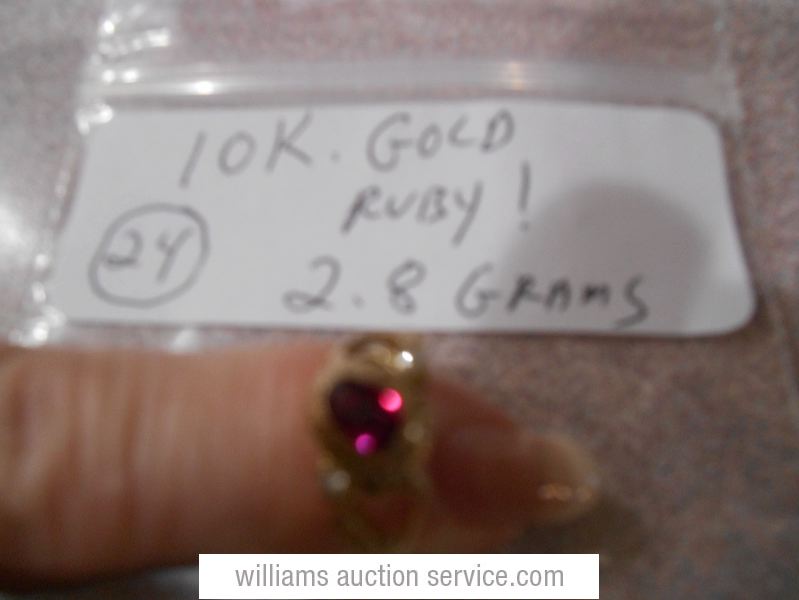 10K. GOLD
RUBY!
24
2.8 GRAMS
williams auction service.com